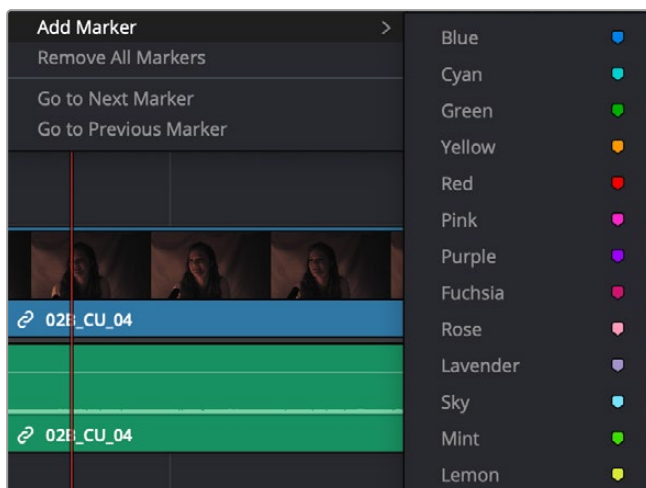 Add Marker
Remove All Markers
Go to Next Marker
Go to Previous Marker
Blue
Cyan
Green
Yellow
Red
Pink
Purple
Fuchsia
Rose
Lavender
Sky
Mint
Lemon
02B_CU_04
02B_CU_04